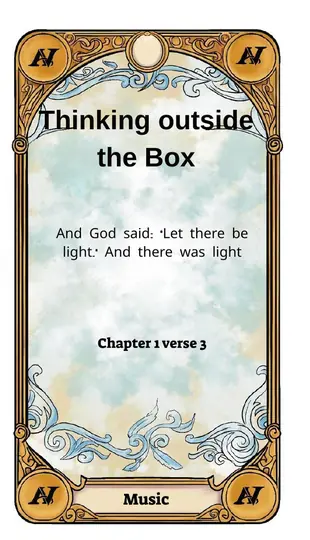 Thinking outside
the Box
And God said: 'Let there be
light.' And there was light
Chapter 1 verse 3
Music